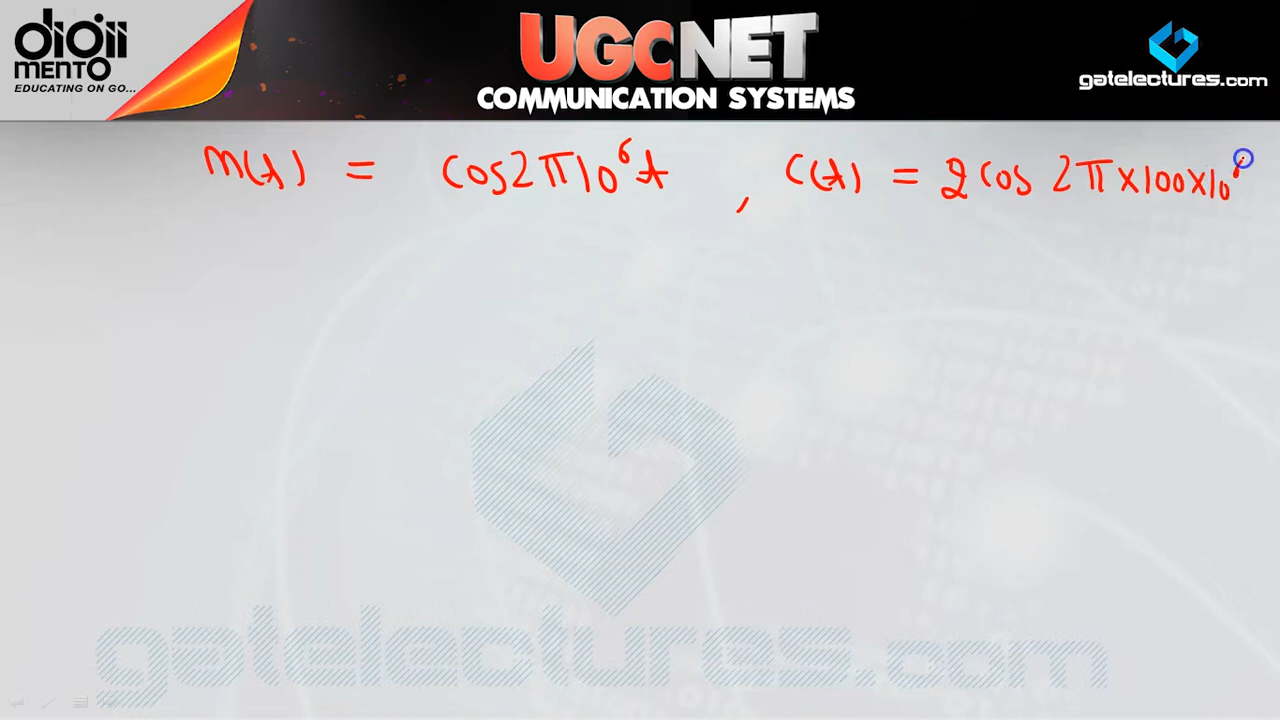 digii
mento
EDUCATING ON GO...
UGCNET
COMMUNICATION SYSTEMS
gatelectures.com
m(t) = cos2π10⁶t , c(t) = 2cos 2π×100×10
gatelectures.com